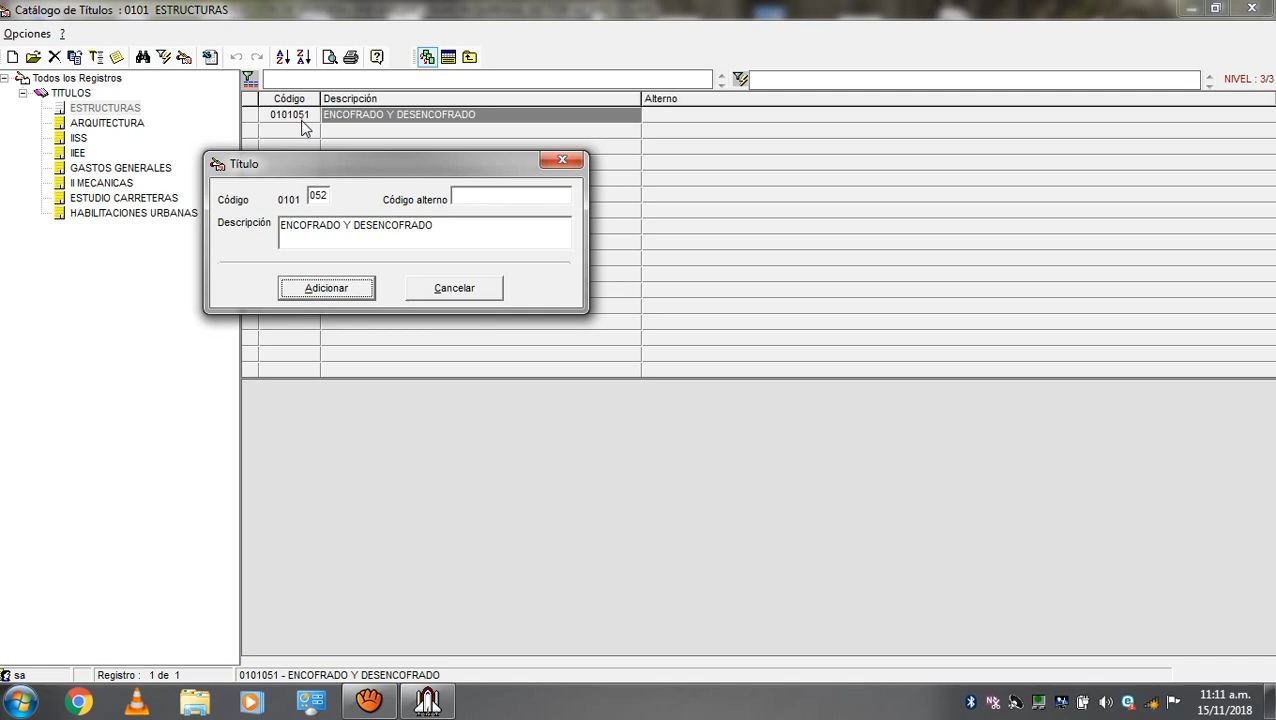 Catálogo de Títulos : 0101 ESTRUCTURAS
Opciones ?
Todos los Registros
TITULOS
ESTRUCTURAS
ARQUITECTURA
IISS
IIEE
GASTOS GENERALES
II MECANICAS
ESTUDIO CARRETERAS
HABILITACIONES URBANAS
NIVEL : 3/3
Código Descripción Alterno
0101051 ENCOFRADO Y DESENCOFRADO
Título
Código 0101 052 Código alterno
Descripción ENCOFRADO Y DESENCOFRADO
Adicionar Cancelar
sa Registro : 1 de 1 0101051 - ENCOFRADO Y DESENCOFRADO
11:11 a.m.
15/11/2018